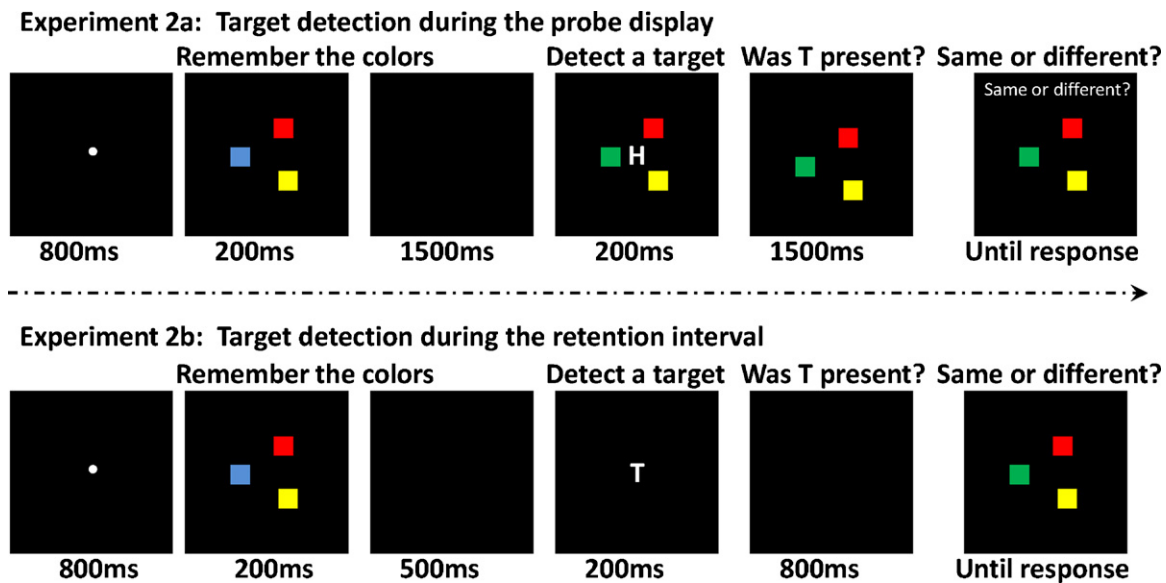 Experiment 2a: Target detection during the probe display
Remember the colors Detect a target Was T present? Same or different?
Same or different?
H
800ms 200ms 1500ms 200ms 1500ms Until response
Experiment 2b: Target detection during the retention interval
Remember the colors Detect a target Was T present? Same or different?
T
800ms 200ms 500ms 200ms 800ms Until response